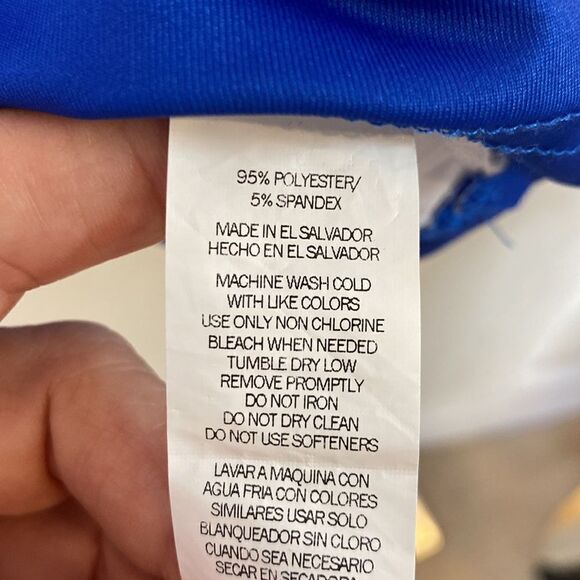 95% POLYESTER/
5% SPANDEX
MADE IN EL SALVADOR
HECHO EN EL SALVADOR
MACHINE WASH COLD
WITH LIKE COLORS
USE ONLY NON CHLORINE
BLEACH WHEN NEEDED
TUMBLE DRY LOW
REMOVE PROMPTLY
DO NOT IRON
DO NOT DRY CLEAN
DO NOT USE SOFTENERS
LAVAR A MAQUINA CON
AGUA FRIA CON COLORES
SIMILARES USAR SOLO
BLANQUEADOR SIN CLORO
CUANDO SEA NECESARIO
SECAR EN SECADORA